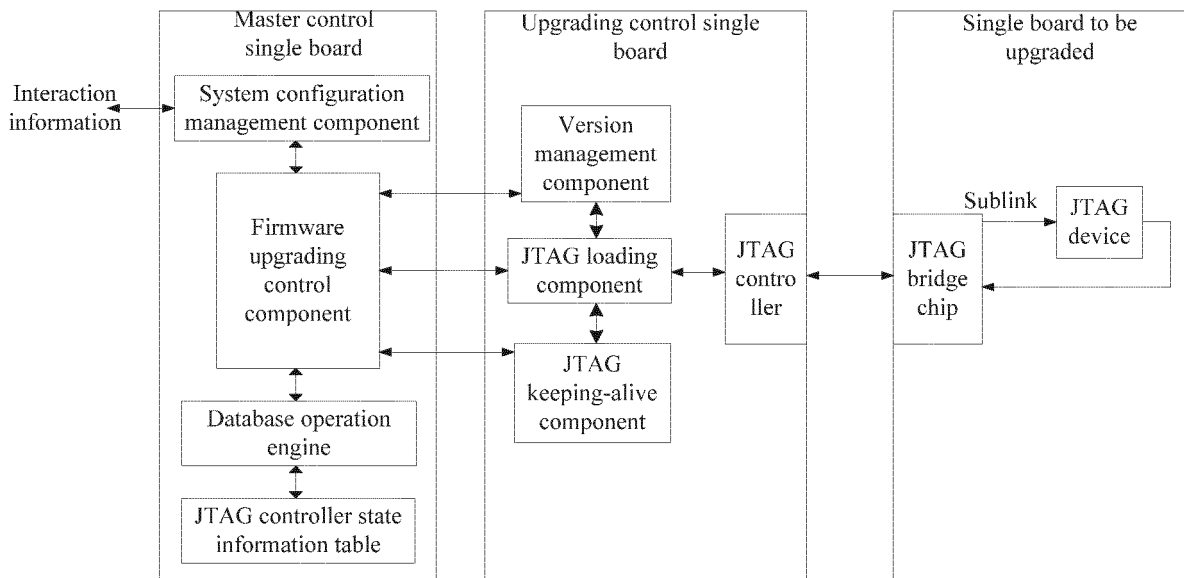 Master control
single board
Upgrading control single
board
Single board to be
upgraded
Interaction
information
System configuration
management component
Version
management
component
Firmware
upgrading
control
component
JTAG loading
component
JTAG
contro
ller
JTAG
bridge
chip
Sublink
JTAG
device
JTAG
keeping-alive
component
Database operation
engine
JTAG controller state
information table